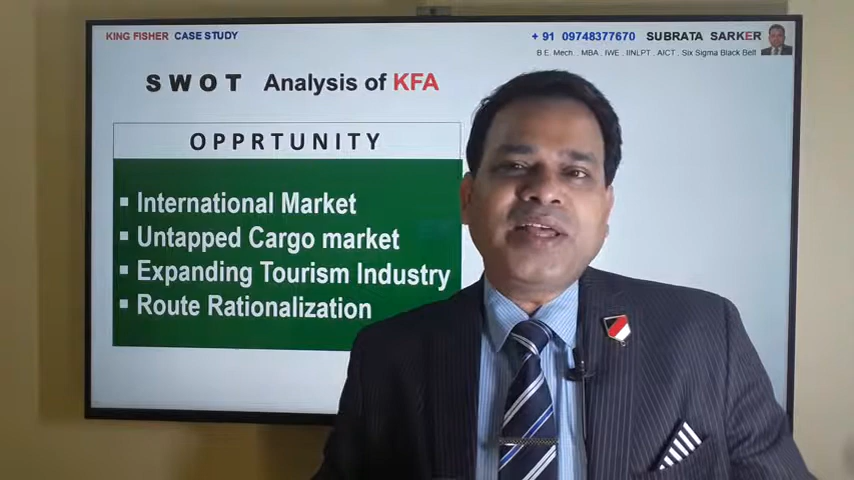 KING FISHER CASE STUDY
+ 91 09748377670 SUBRATA SARKER
B.E. Mech., MBA . IWE . IINLPT . AICT . Six Sigma Black Belt
SWOT Analysis of KFA
OPPRTUNITY
International Market
Untapped Cargo market
Expanding Tourism Industry
Route Rationalization